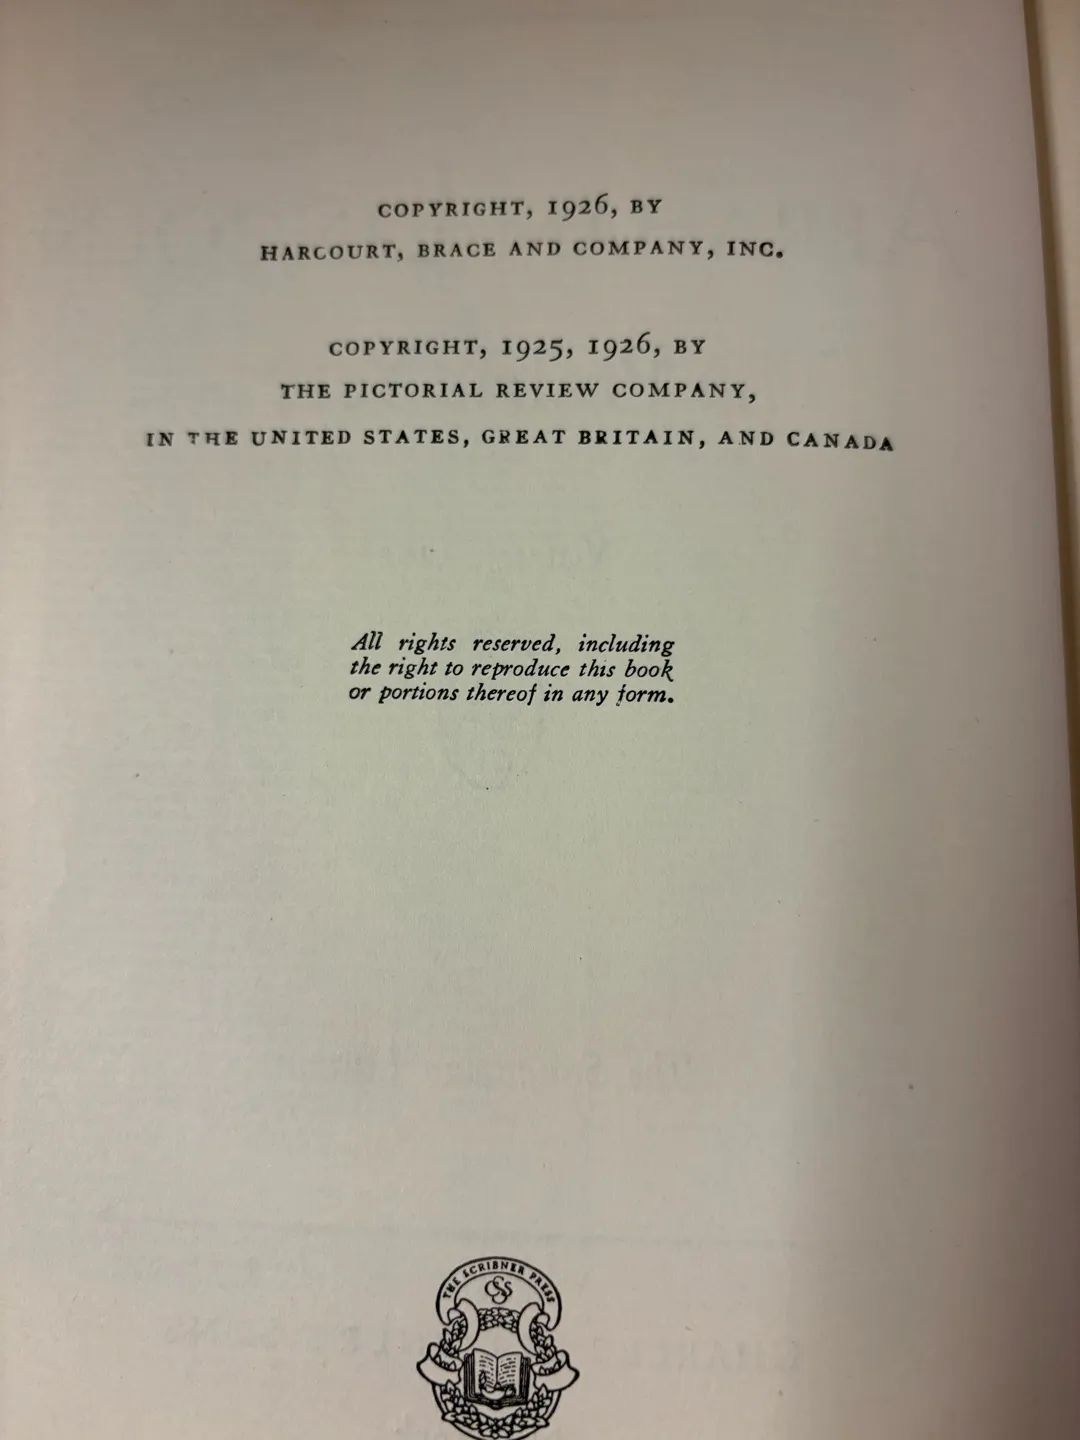 COPYRIGHT, 1926, BY
HARCOURT, BRACE AND COMPANY, INC.
COPYRIGHT, 1925, 1926, BY
THE PICTORIAL REVIEW COMPANY,
IN THE UNITED STATES, GREAT BRITAIN, AND CANADA
All rights reserved, including
the right to reproduce this book
or portions thereof in any form.
THE SCRIBNER PRESS